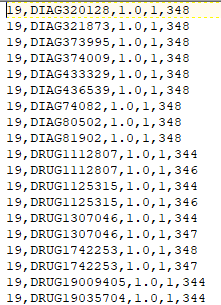 19,DIAG320128,1.0,1,348
19,DIAG321873,1.0,1,348
19,DIAG373995,1.0,1,348
19,DIAG374009,1.0,1,348
19,DIAG433329,1.0,1,348
19,DIAG436539,1.0,1,348
19,DIAG74082,1.0,1,348
19,DIAG80502,1.0,1,348
19,DIAG81902,1.0,1,348
19,DRUG1112807,1.0,1,344
19,DRUG1112807,1.0,1,346
19,DRUG1125315,1.0,1,344
19,DRUG1125315,1.0,1,346
19,DRUG1307046,1.0,1,344
19,DRUG1307046,1.0,1,347
19,DRUG1742253,1.0,1,348
19,DRUG1742253,1.0,1,347
19,DRUG19009405,1.0,1,344
19,DRUG19035704,1.0,1,344